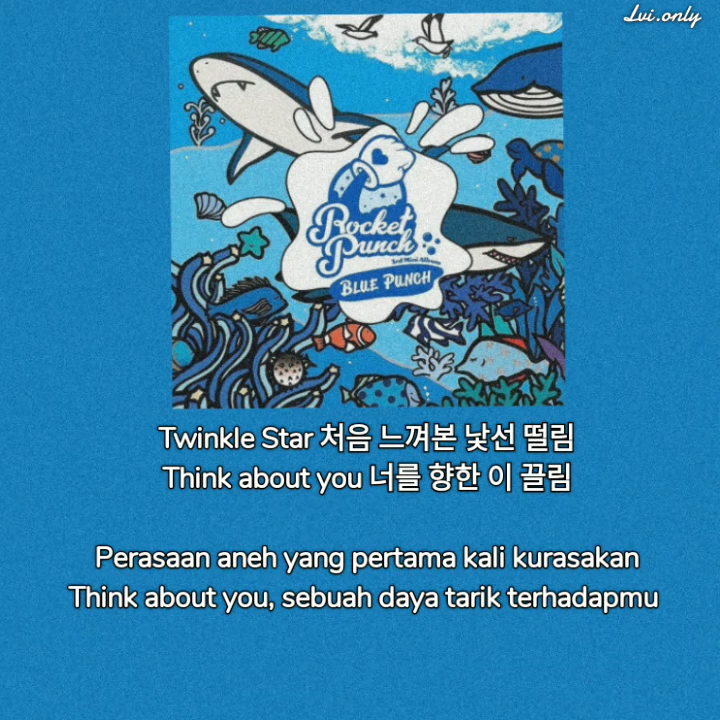 Lvi.only
Rocket
Punch
3rd Mini Album
BLUE PUNCH
Twinkle Star 처음 느껴본 낯선 떨림
Think about you 너를 향한 이 끌림
Perasaan aneh yang pertama kali kurasakan
Think about you, sebuah daya tarik terhadapmu